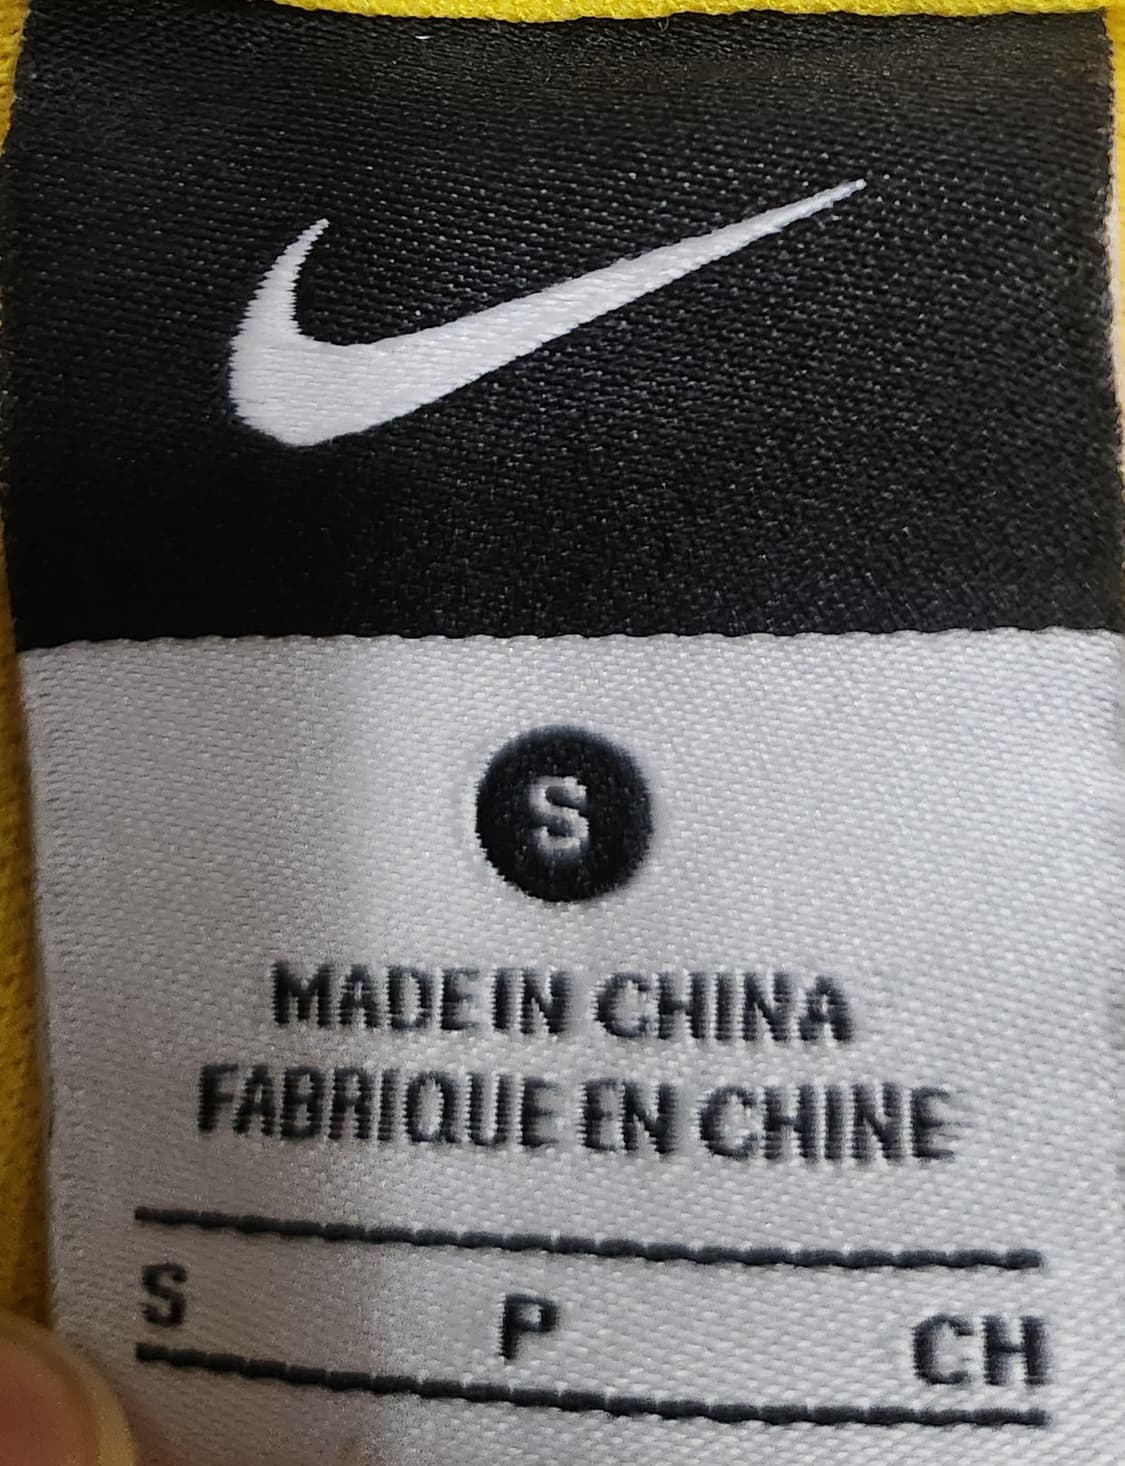 S
MADE IN CHINA
FABRIQUE EN CHINE
S P CH